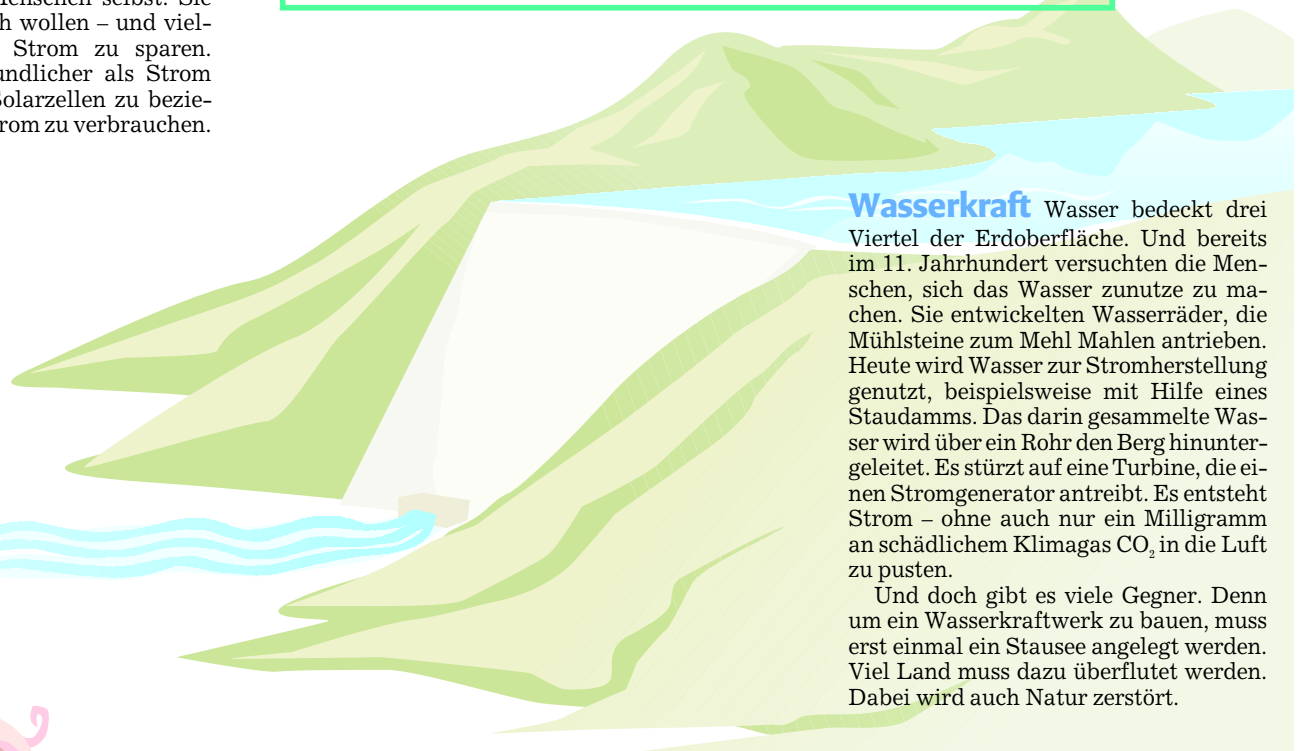 enschen selbst. Sie
h wollen – und viel-
Strom zu sparen.
undlicher als Strom
Solarzellen zu bezie-
rom zu verbrauchen.
Wasserkraft Wasser bedeckt drei
Viertel der Erdoberfläche. Und bereits
im 11. Jahrhundert versuchten die Men-
schen, sich das Wasser zunutze zu ma-
chen. Sie entwickelten Wasserräder, die
Mühlsteine zum Mehl Mahlen antrieben.
Heute wird Wasser zur Stromherstellung
genutzt, beispielsweise mit Hilfe eines
Staudamms. Das darin gesammelte Was-
ser wird über ein Rohr den Berg hinunter-
geleitet. Es stürzt auf eine Turbine, die ei-
nen Stromgenerator antreibt. Es entsteht
Strom – ohne auch nur ein Milligramm
an schädlichem Klimagas CO₂ in die Luft
zu pusten.
Und doch gibt es viele Gegner. Denn
um ein Wasserkraftwerk zu bauen, muss
erst einmal ein Stausee angelegt werden.
Viel Land muss dazu überflutet werden.
Dabei wird auch Natur zerstört.